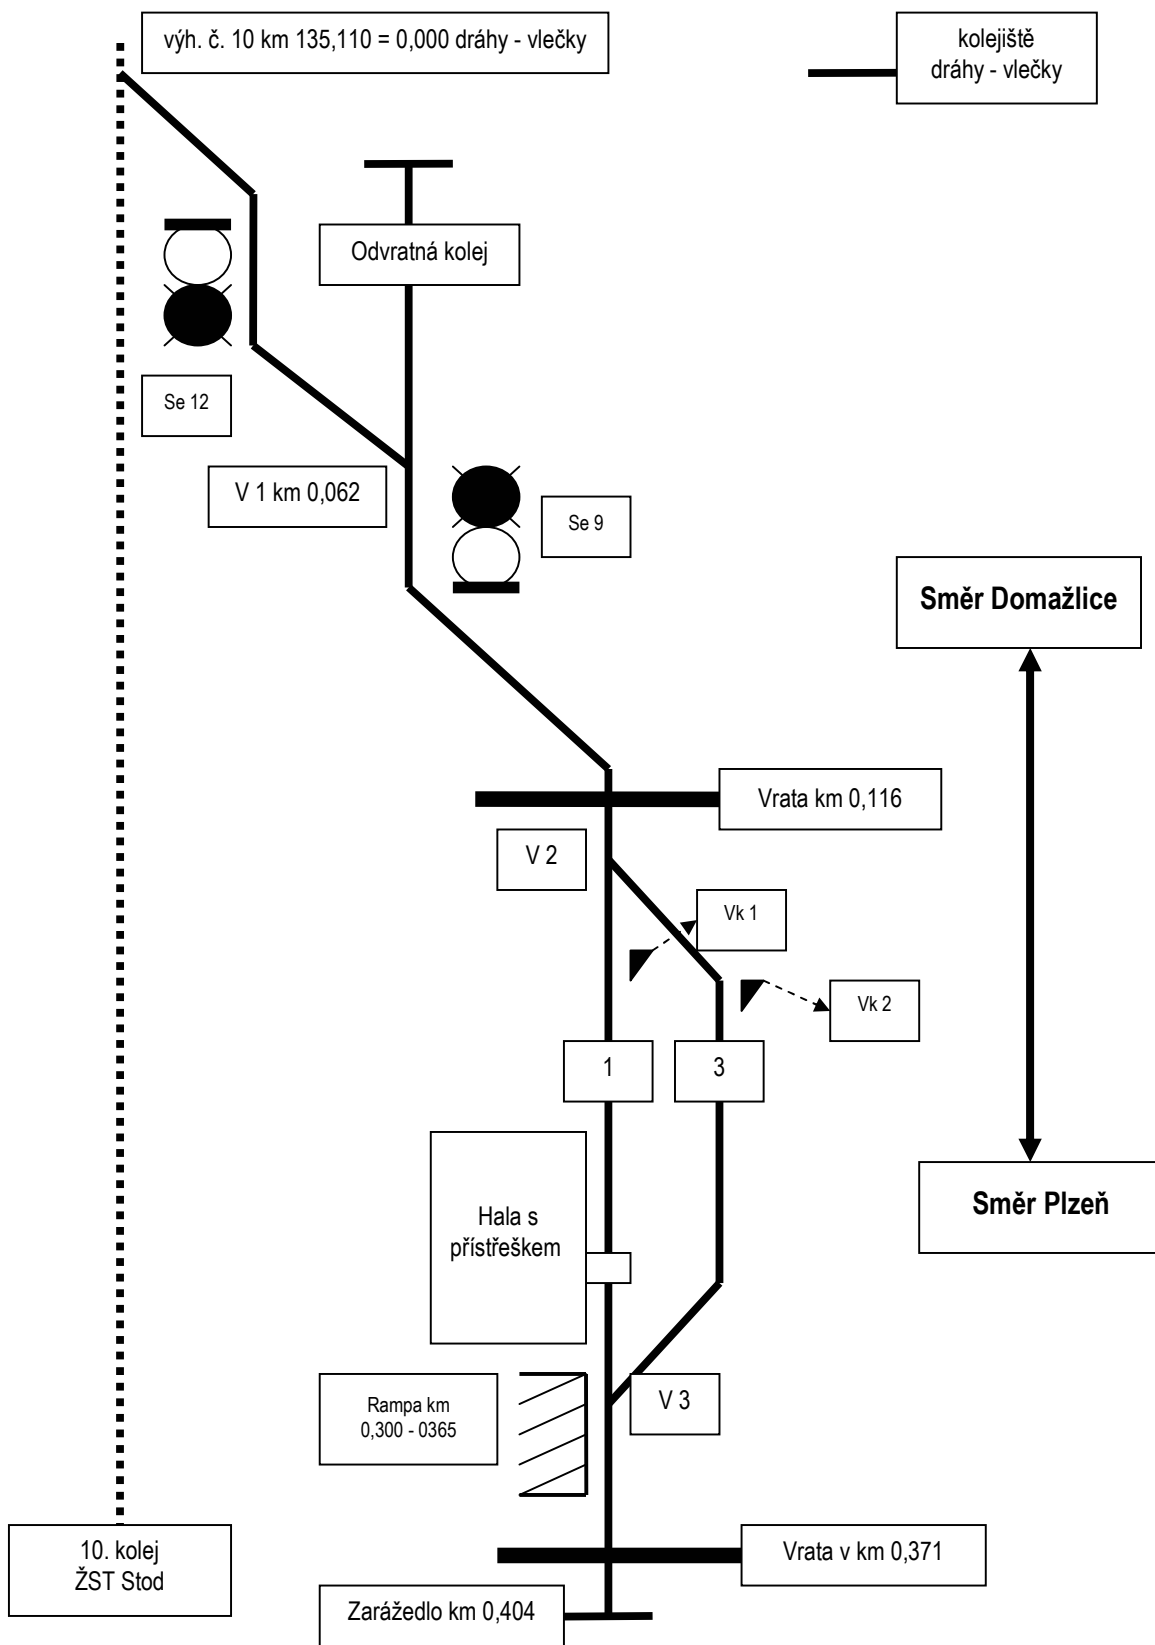 výh. č. 10 km 135,110 = 0,000 dráhy - vlečky
kolejiště
dráhy - vlečky
Odvratná kolej
Se 12
V 1 km 0,062
Se 9
Směr Domažlice
Vrata km 0,116
V 2
Vk 1
Vk 2
1
3
Hala s
přístřeškem
Směr Plzeň
Rampa km
0,300 - 0365
V 3
10. kolej
ŽST Stod
Vrata v km 0,371
Zarážedlo km 0,404